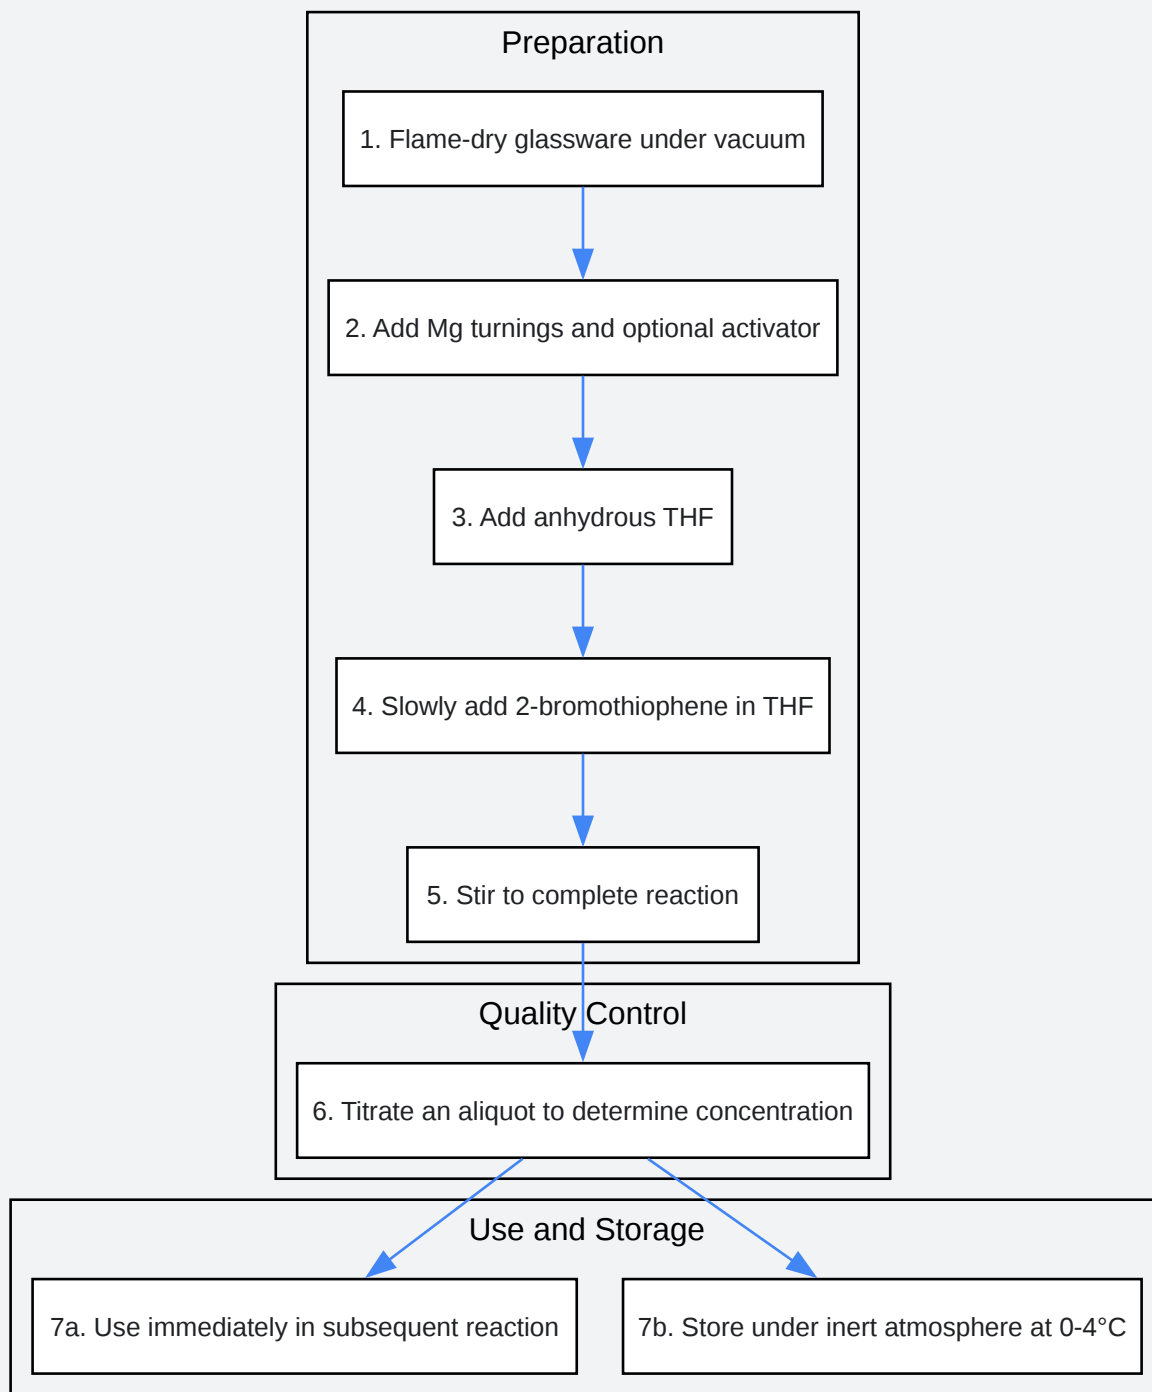 Preparation
1. Flame-dry glassware under vacuum
2. Add Mg turnings and optional activator
3. Add anhydrous THF
4. Slowly add 2-bromothiophene in THF
5. Stir to complete reaction
Quality Control
6. Titrate an aliquot to determine concentration
Use and Storage
7a. Use immediately in subsequent reaction
7b. Store under inert atmosphere at 0-4°C